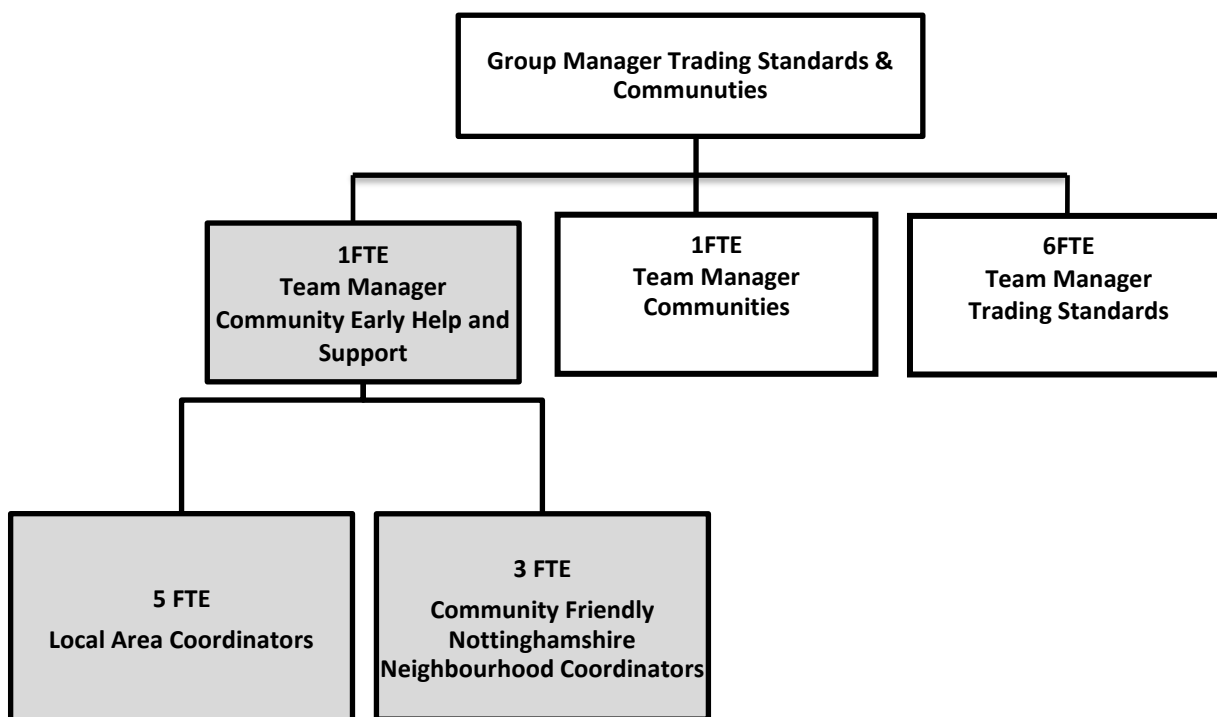 Group Manager Trading Standards &
Communuties
1FTE
Team Manager
Community Early Help and
Support
1FTE
Team Manager
Communities
6FTE
Team Manager
Trading Standards
5 FTE
Local Area Coordinators
3 FTE
Community Friendly
Nottinghamshire
Neighbourhood Coordinators